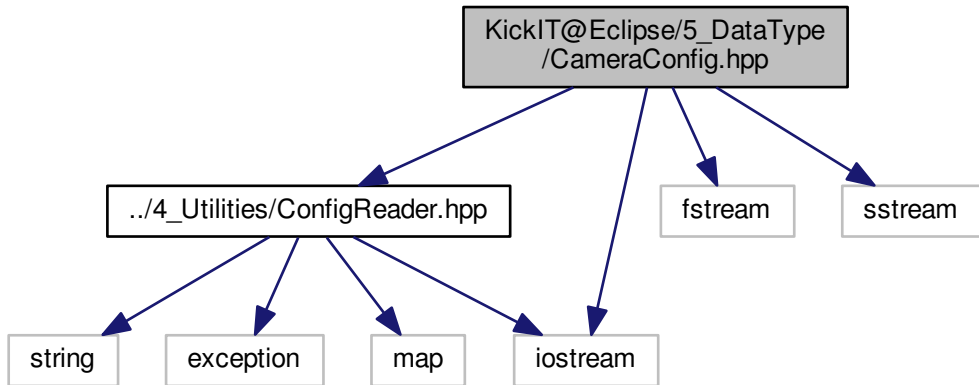 KickIT@Eclipse/5_DataType
/CameraConfig.hpp
../4_Utilities/ConfigReader.hpp
fstream
sstream
string
exception
map
iostream